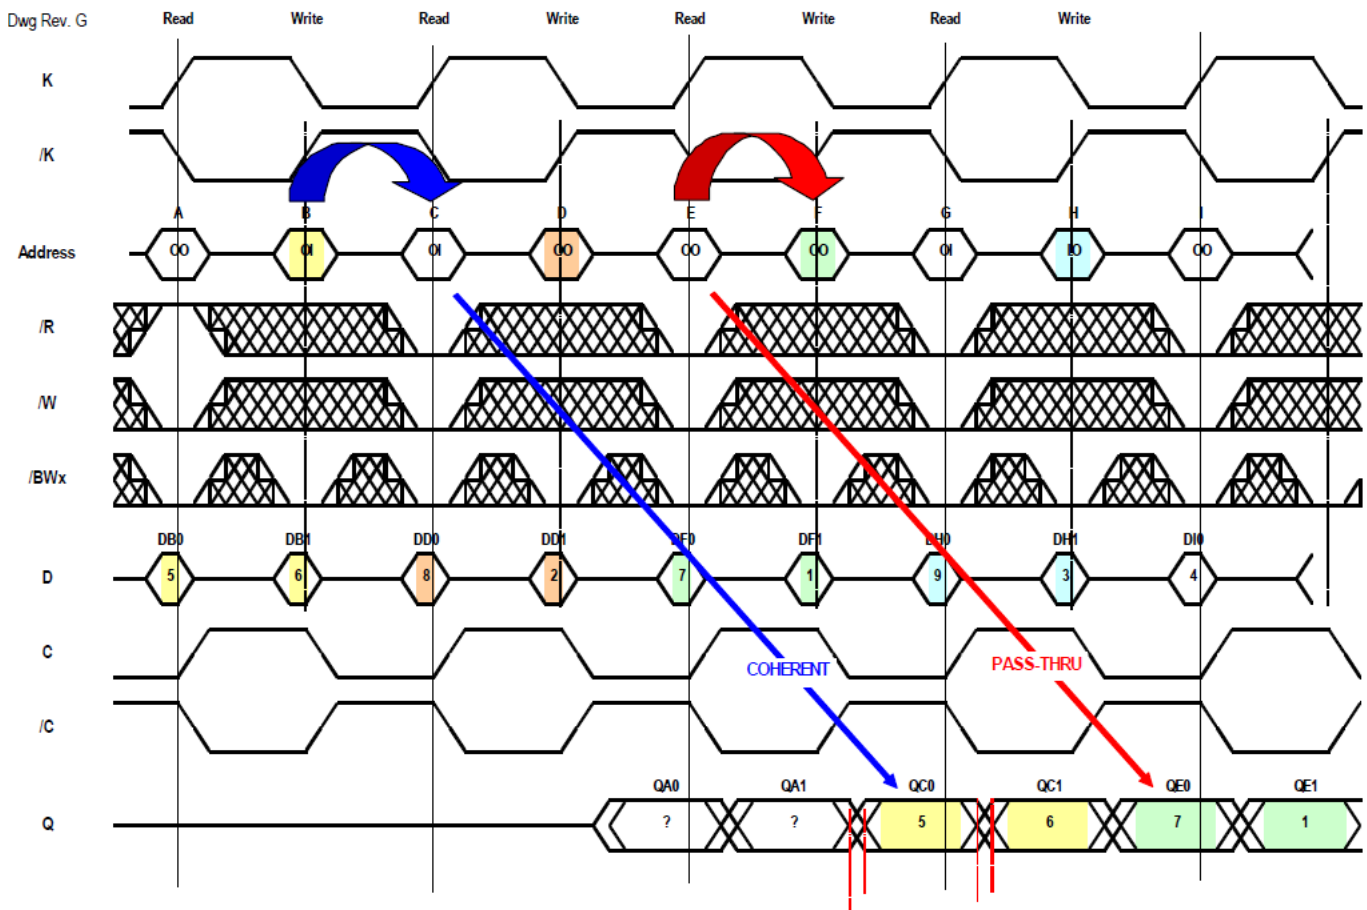 Dwg Rev. G Read Write Read Write Read Write Read Write
K
/K
A B C D E F G H I
Address OO OI OI OO OO OO OI IO OO
/R
/W
/BWx
DB0 DB1 DD0 DD1 DF0 DF1 DH0 DH1 DI0
D 5 6 8 2 7 1 9 3 4
C
COHERENT PASS-THRU
/C
QA0 QA1 QC0 QC1 QE0 QE1
Q ? ? 5 6 7 1